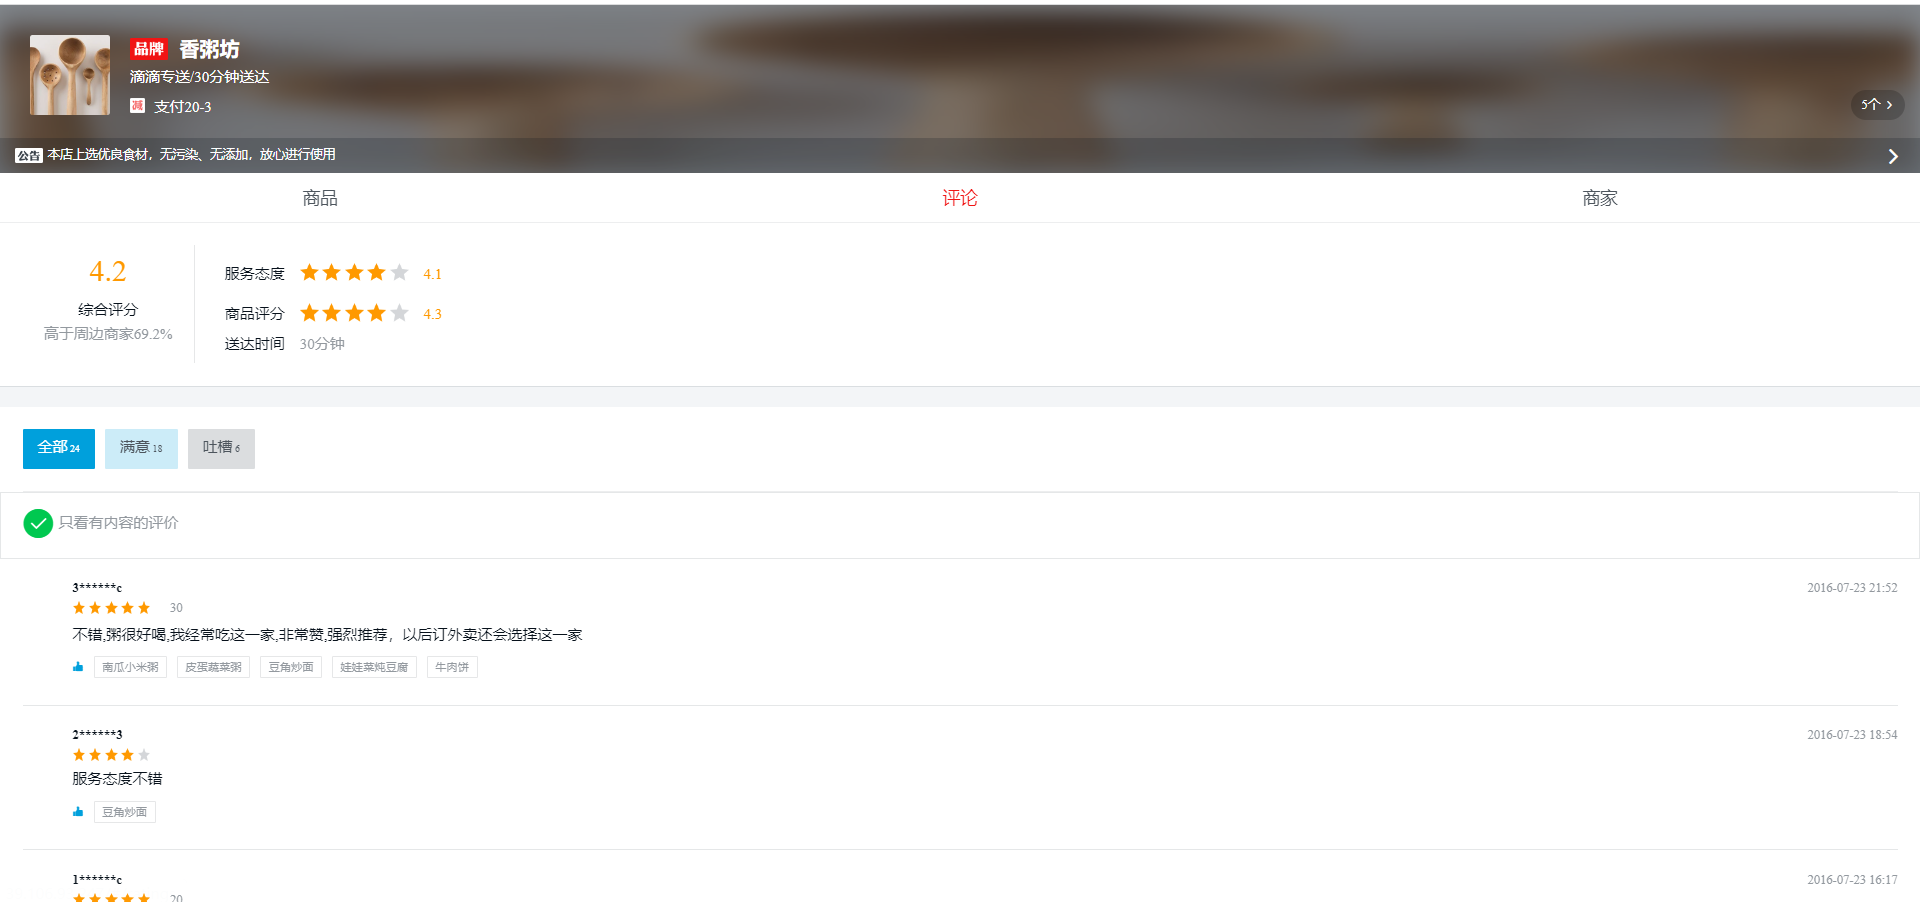 品牌 香粥坊
滴滴专送/30分钟送达
减 支付20-3
5个
公告 本店上选优良食材，无污染、无添加，放心进行使用
商品 评论 商家
4.2
综合评分
高于周边商家69.2%
服务态度 4.1
商品评分 4.3
送达时间 30分钟
全部 24 满意 18 吐槽 6
只看有内容的评价
3******c 2016-07-23 21:52
30
不错,粥很好喝,我经常吃这一家,非常赞,强烈推荐，以后订外卖还会选择这一家
南瓜小米粥 皮蛋蔬菜粥 豆角炒面 娃娃菜炖豆腐 牛肉饼
2******3 2016-07-23 18:54
服务态度不错
豆角炒面
1******c 2016-07-23 16:17
20